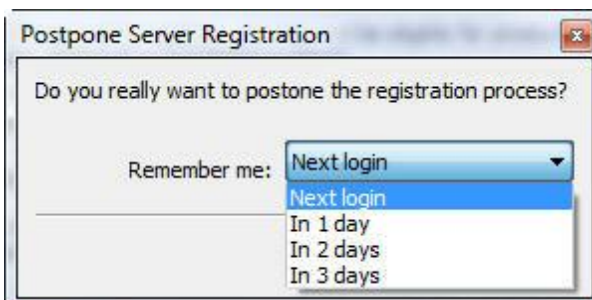 Postpone Server Registration
Do you really want to postone the registration process?
Remember me: Next login
Next login
In 1 day
In 2 days
In 3 days